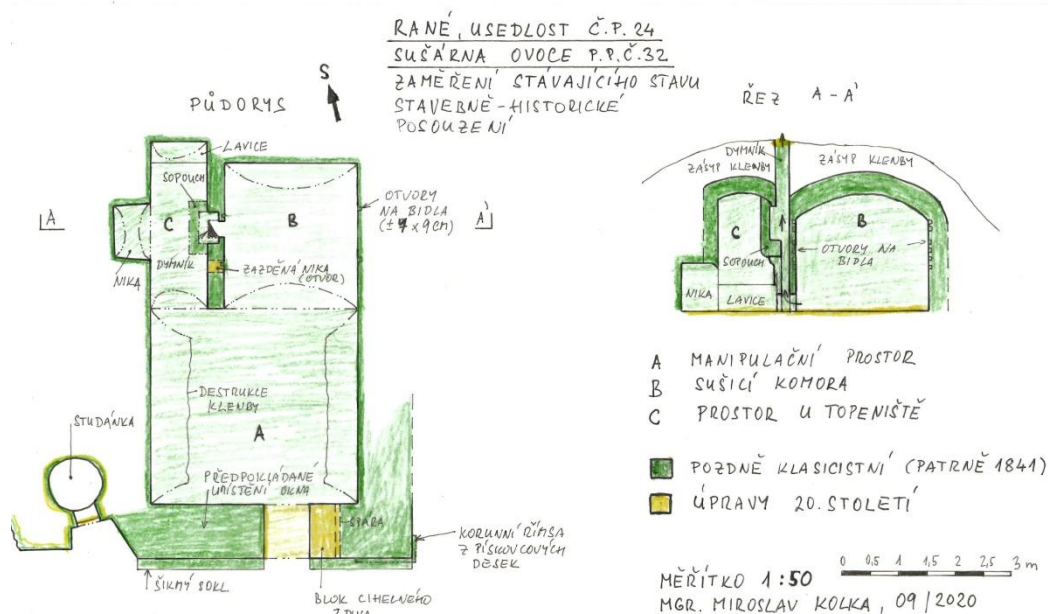 RANÉ, USEDLOST Č.P. 24
SUŠÁRNA OVOCE P.P.Č.32
ZAMĚŘENÍ STÁVAJÍCÍHO STAVU
STAVEBNĚ-HISTORICKÉ
POSOUZENÍ
PŮDORYS
S
LAVICE
SOPOUCH
A
C
B
A'
OTVORY
NA BIDLA
(± 7 x 9 cm)
NIKA
DYMNÍK
ZAZDĚNÁ NIKA
(OTVOR)
DESTRUKCE
KLENBY
A
STUDÁNKA
PŘEDPOKLÁDANÉ
UMÍSTĚNÍ OKNA
SPÁRA
KORUNNÍ ŘÍMSA
Z PÍSKOVCOVÝCH
DESEK
ŠIKMÝ SOKL
BLOK CIHELNÉHO
ŘEZ A-A'
DYMNÍK
ZÁSYP KLENBY
ZÁSYP KLENBY
C
B
OTVORY NA
BIDLA
SOPOUCH
NIKA
LAVICE
A MANIPULAČNÍ PROSTOR
B SUŠICÍ KOMORA
C PROSTOR U TOPENIŠTĚ
POZDNĚ KLASICISTNÍ (PATRNĚ 1841)
ÚPRAVY 20. STOLETÍ
0 0,5 1 1,5 2 2,5 3 m
MĚŘÍTKO 1:50
MGR. MIROSLAV KOLKA, 09/2020